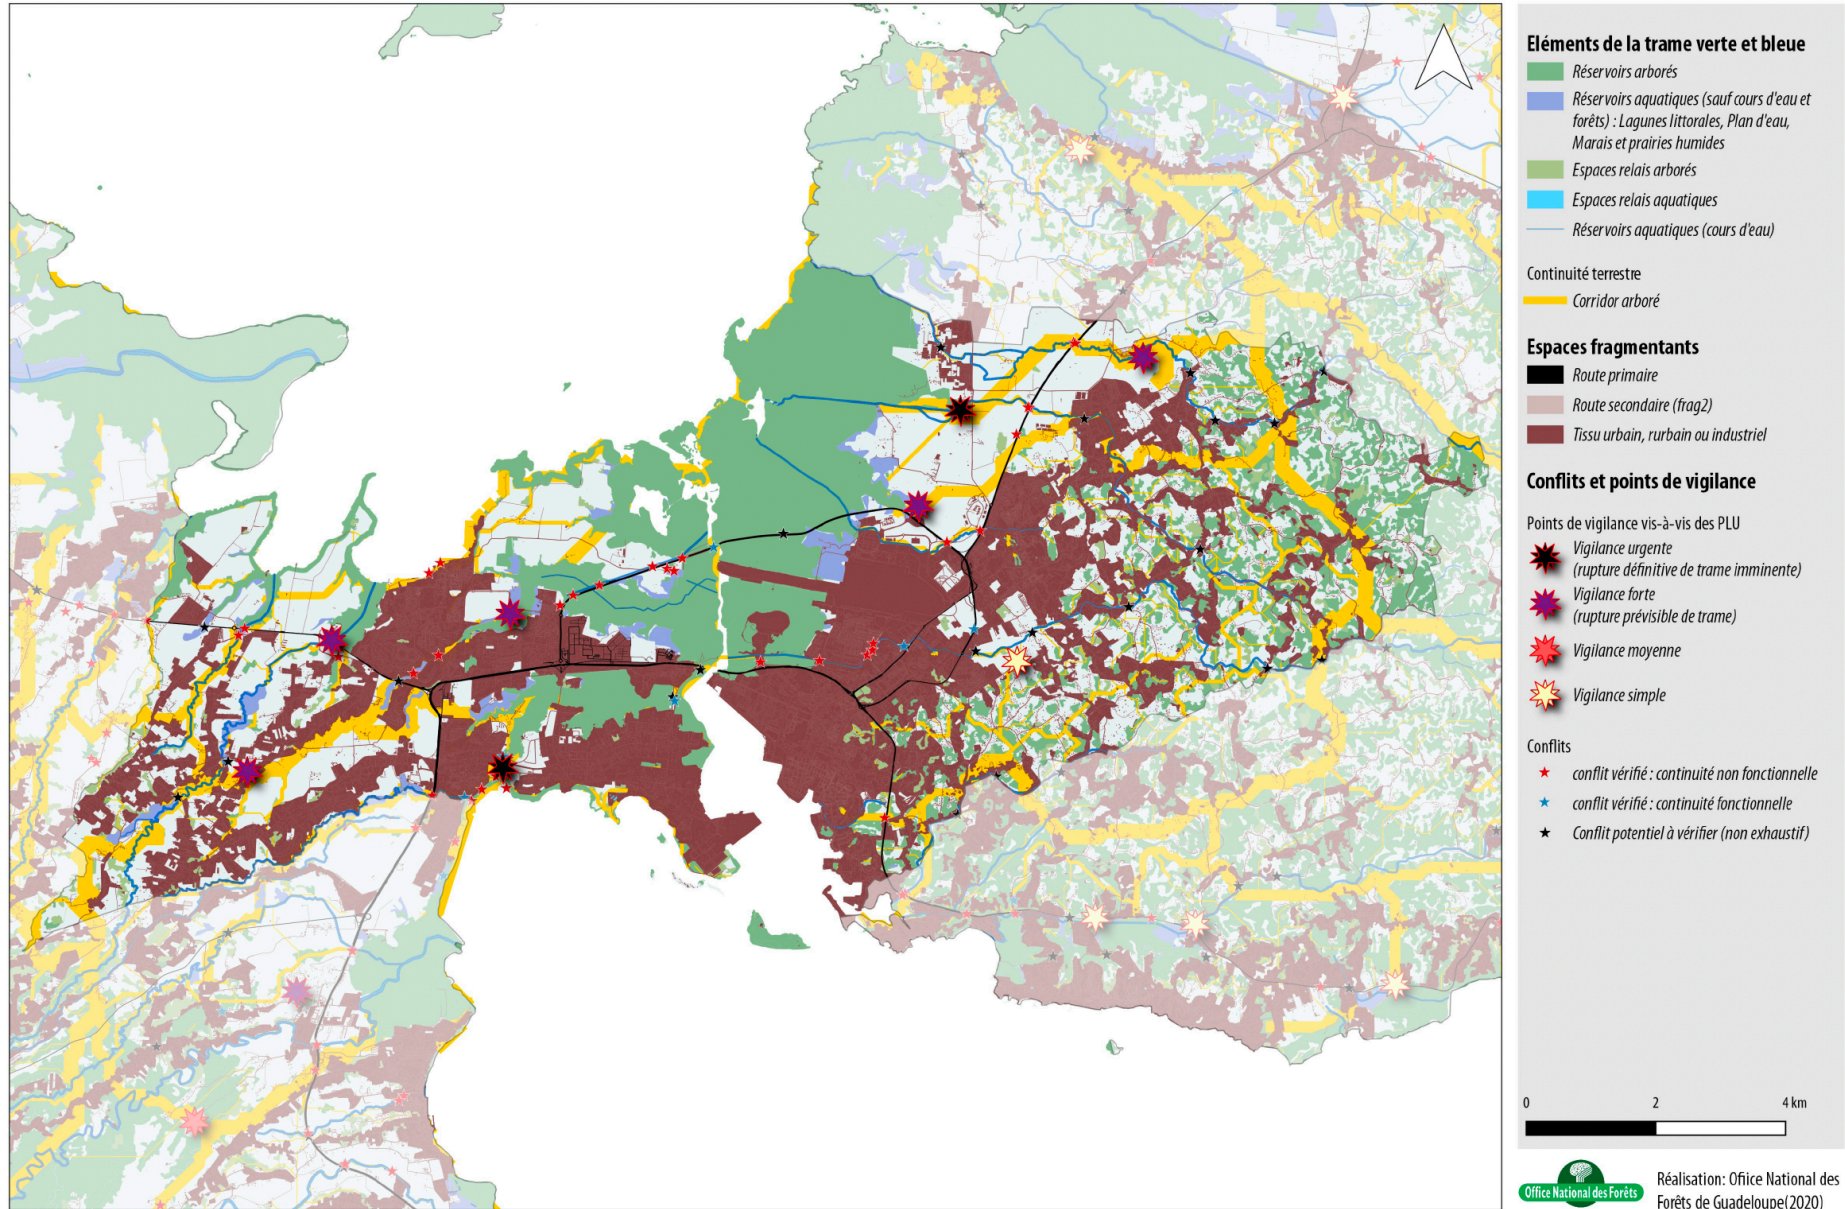 Eléments de la trame verte et bleue
Réservoirs arborés
Réservoirs aquatiques (sauf cours d'eau et
forêts) : Lagunes littorales, Plan d'eau,
Marais et prairies humides
Espaces relais arborés
Espaces relais aquatiques
Réservoirs aquatiques (cours d'eau)
Continuité terrestre
Corridor arboré
Espaces fragmentants
Route primaire
Route secondaire (frag2)
Tissu urbain, rurbain ou industriel
Conflits et points de vigilance
Points de vigilance vis-à-vis des PLU
Vigilance urgente
(rupture définitive de trame imminente)
Vigilance forte
(rupture prévisible de trame)
Vigilance moyenne
Vigilance simple
Conflits
conflit vérifié : continuité non fonctionnelle
conflit vérifié : continuité fonctionnelle
Conflit potentiel à vérifier (non exhaustif)
0 2 4 km
Office National des Forêts
Réalisation: Ofiice National des
Forêts de Guadeloupe(2020)